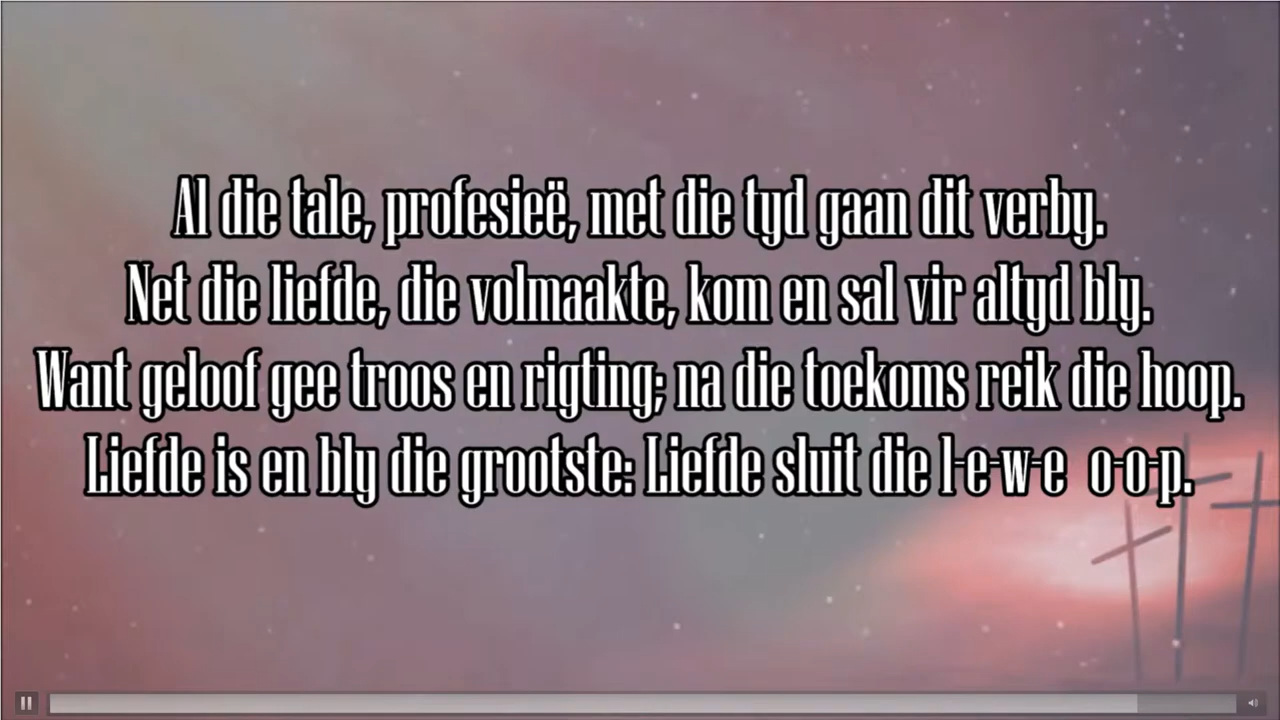 Al die tale, profesieë, met die tyd gaan dit verby.
Net die liefde, die volmaakte, kom en sal vir altyd bly.
Want geloof gee troos en rigting; na die toekoms reik die hoop.
Liefde is en bly die grootste: Liefde sluit die l-e-w-e  o-o-p.